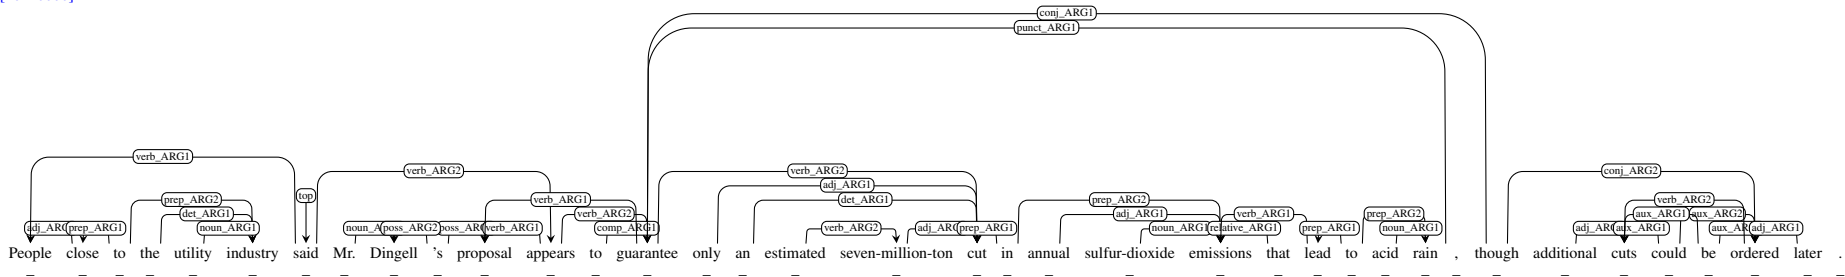 conj_ARG1
punct_ARG1
verb_ARG1
verb_ARG2 verb_ARG2 conj_ARG2
adj_ARG1
top
prep_ARG2 verb_ARG1 det_ARG1 prep_ARG2 verb_ARG2
det_ARG1 verb_ARG2 adj_ARG1 verb_ARG1 prep_ARG2 aux_ARG1 aux_ARG2
prep_ARG1 noun_ARG1 poss_ARG2 verb_ARG1 comp_ARG1 verb_ARG2 prep_ARG1 noun_ARG1 relative_ARG1 prep_ARG1 noun_ARG1 aux_ARG1 adj_ARG1
People close to the utility industry said Mr. Dingell 's proposal appears to guarantee only an estimated seven-million-ton cut in annual sulfur-dioxide emissions that lead to acid rain , though additional cuts could be ordered later .